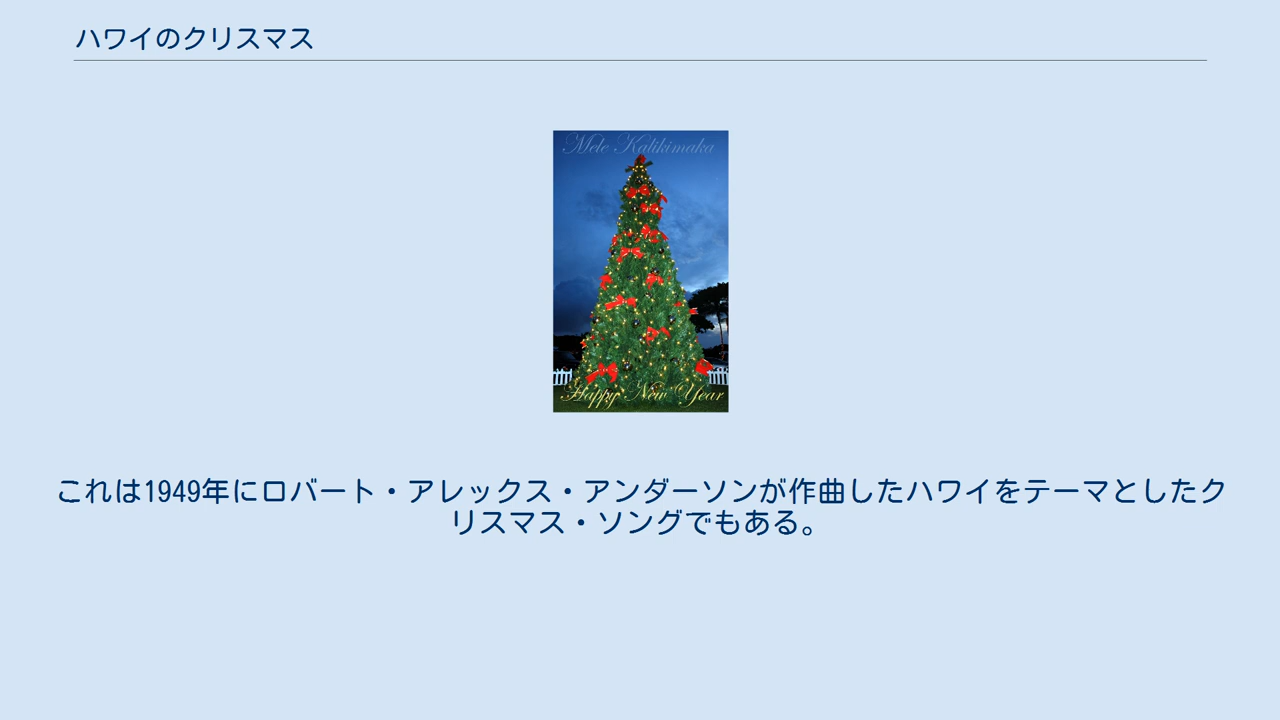 ハワイのクリスマス
Mele Kalikimaka
Happy New Year
これは1949年にロバート・アレックス・アンダーソンが作曲したハワイをテーマとしたク
リスマス・ソングでもある。